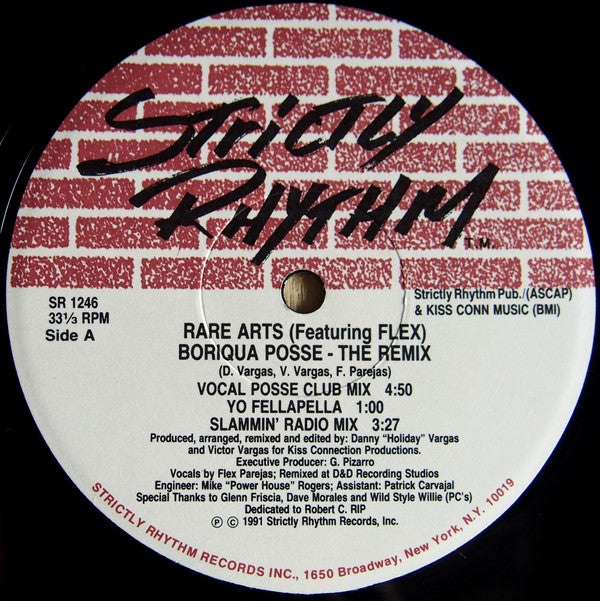 STRICTLY
RHYTHM
T.M.
SR 1246
33⅓ RPM
Side A
Strictly Rhythm Pub./(ASCAP)
& KISS CONN MUSIC (BMI)
RARE ARTS (Featuring FLEX)
BORIQUA POSSE - THE REMIX
(D. Vargas, V. Vargas, F. Parejas)
VOCAL POSSE CLUB MIX 4:50
YO FELLAPELLA 1:00
SLAMMIN' RADIO MIX 3:27
Produced, arranged, remixed and edited by: Danny "Holiday" Vargas
and Victor Vargas for Kiss Connection Productions.
Executive Producer: G. Pizarro
Vocals by Flex Parejas; Remixed at D&D Recording Studios
Engineer: Mike "Power House" Rogers; Assistant: Patrick Carvajal
Special Thanks to Glenn Friscia, Dave Morales and Wild Style Willie (PC's)
Dedicated to Robert C. RIP
℗ © 1991 Strictly Rhythm Records, Inc.
STRICTLY RHYTHM RECORDS INC., 1650 Broadway, New York, N.Y. 10019